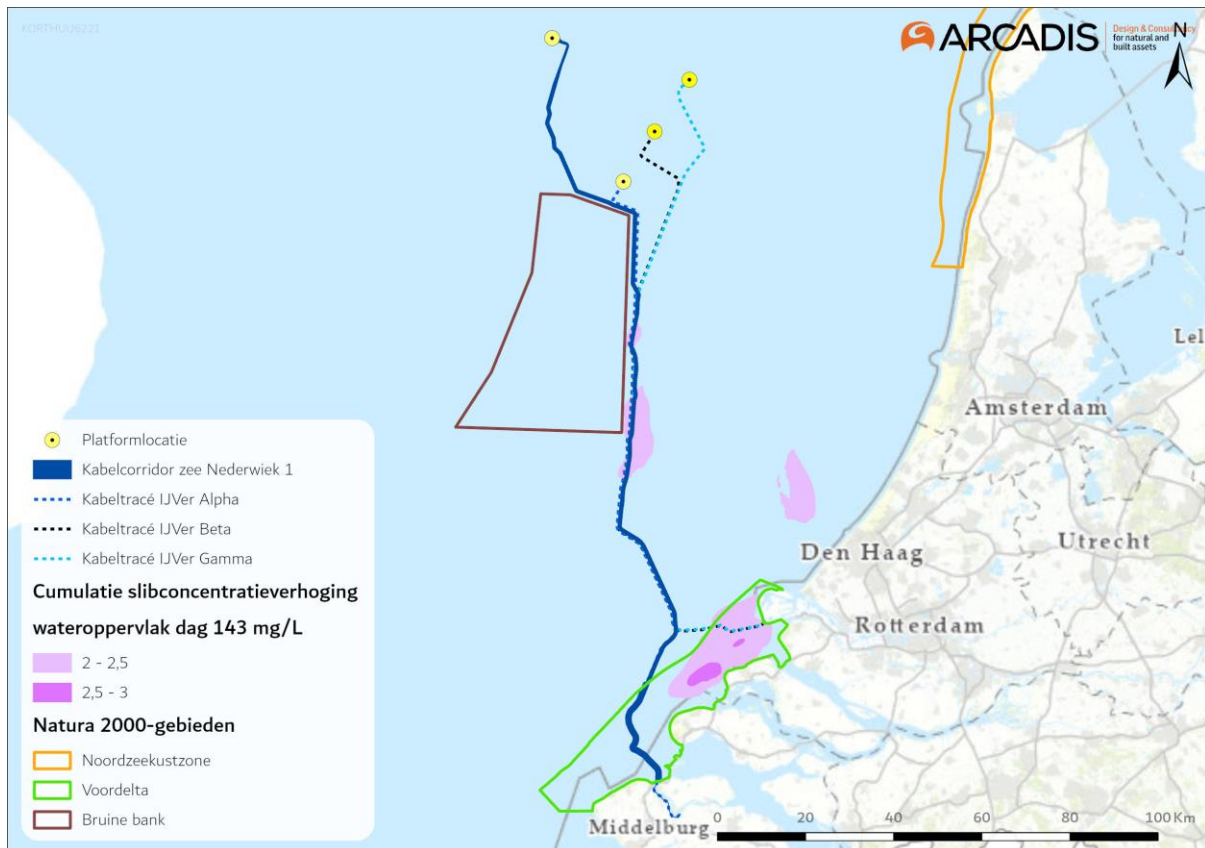 KORTHUU6221
ARCADIS
Design & Consultancy
for natural and
built assets
N
Lel
Amsterdam
Den Haag
Utrecht
Rotterdam
Middelburg
Platformlocatie
Kabelcorridor zee Nederwiek 1
Kabeltracé IJVer Alpha
Kabeltracé IJVer Beta
Kabeltracé IJVer Gamma
Cumulatie slibconcentratieverhoging
wateroppervlak dag 143 mg/L
2 - 2,5
2,5 - 3
Natura 2000-gebieden
Noordzeekustzone
Voordelta
Bruine bank
0 20 40 60 80 100 Km